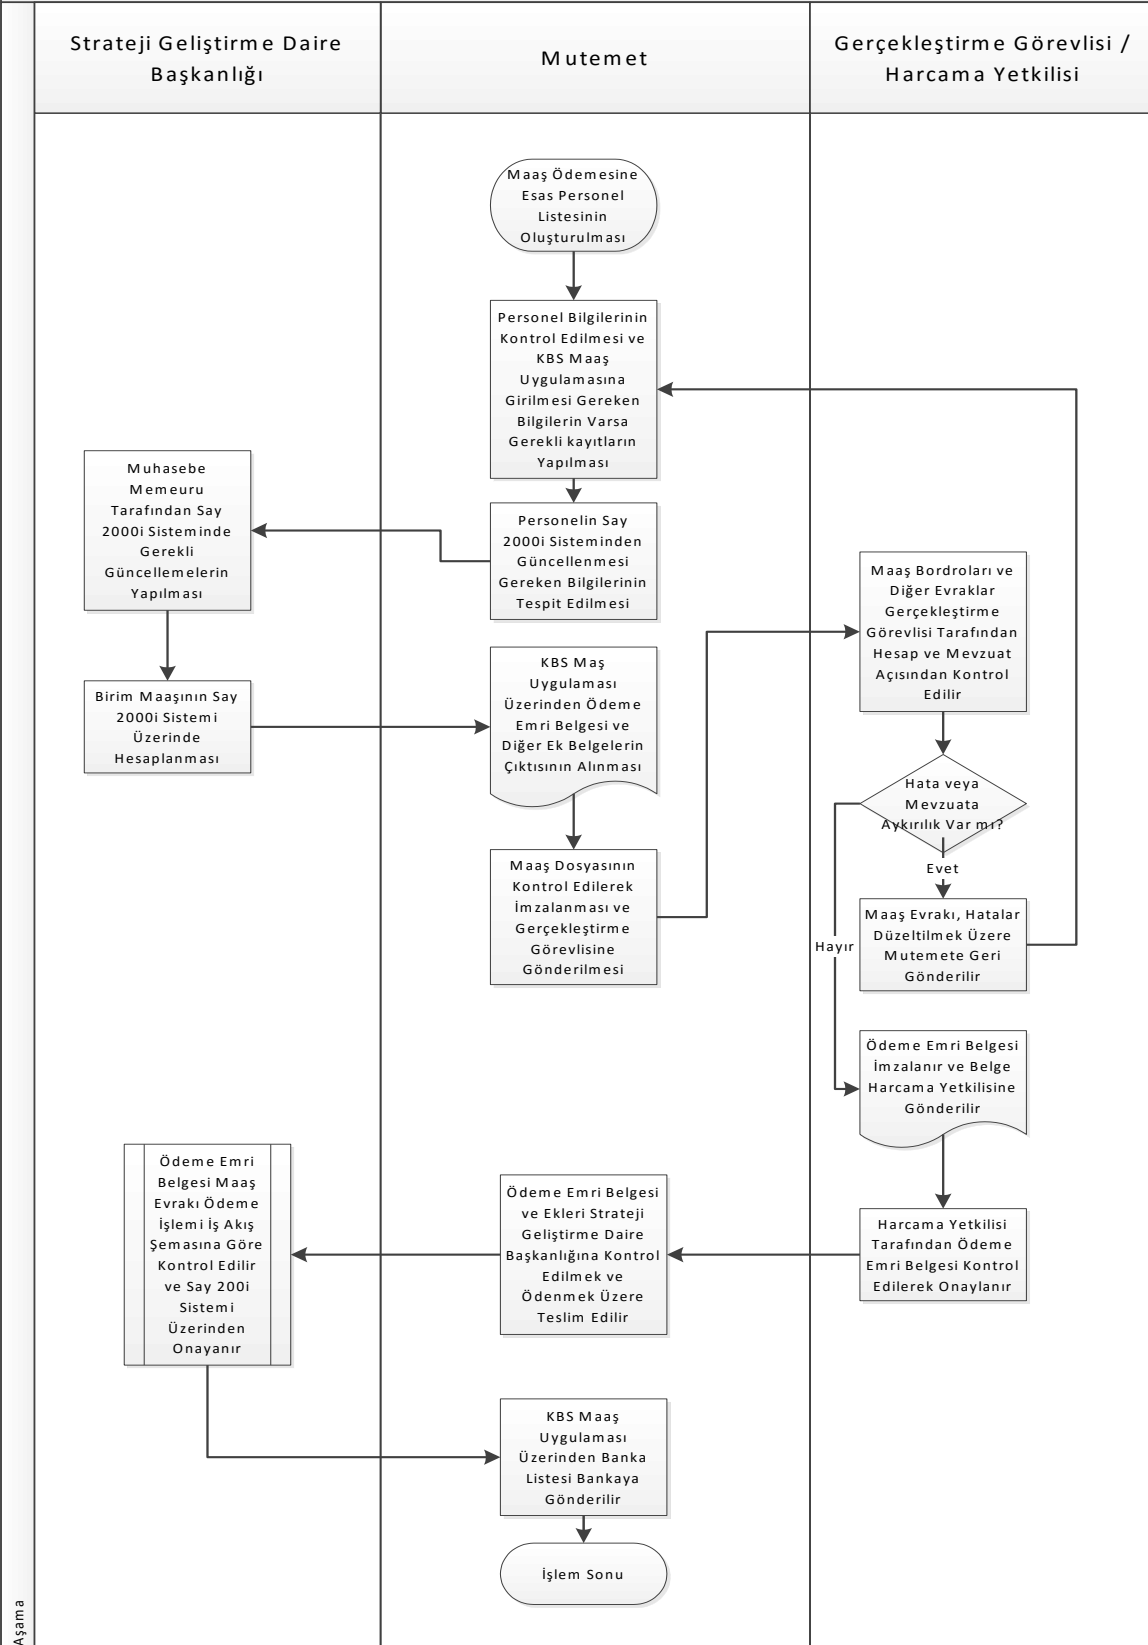 Strateji Geliştirme Daire
Başkanlığı
Mutemet
Gerçekleştirme Görevlisi /
Harcama Yetkilisi
Maaş Ödemesine
Esas Personel
Listesinin
Oluşturulması
Personel Bilgilerinin
Kontrol Edilmesi ve
KBS Maaş
Uygulamasına
Girilmesi Gereken
Bilgilerin Varsa
Gerekli kayıtların
Yapılması
Personelin Say
2000i Sisteminden
Güncellenmesi
Gereken Bilgilerinin
Tespit Edilmesi
Muhasebe
Memeuru
Tarafından Say
2000i Sisteminde
Gerekli
Güncellemelerin
Yapılması
Birim Maaşının Say
2000i Sistemi
Üzerinde
Hesaplanması
KBS Maş
Uygulaması
Üzerinden Ödeme
Emri Belgesi ve
Diğer Ek Belgelerin
Çıktısının Alınması
Maaş Dosyasının
Kontrol Edilerek
İmzalanması ve
Gerçekleştirme
Görevlisine
Gönderilmesi
Maaş Bordroları ve
Diğer Evraklar
Gerçekleştirme
Görevlisi Tarafından
Hesap ve Mevzuat
Açısından Kontrol
Edilir
Hata veya
Mevzuata
Aykırılık Var mı?
Evet
Maaş Evrakı, Hatalar
Düzeltilmek Üzere
Mutemete Geri
Gönderilir
Hayır
Ödeme Emri Belgesi
İmzalanır ve Belge
Harcama Yetkilisine
Gönderilir
Harcama Yetkilisi
Tarafından Ödeme
Emri Belgesi Kontrol
Edilerek Onaylanır
Ödeme Emri Belgesi
ve Ekleri Strateji
Geliştirme Daire
Başkanlığına Kontrol
Edilmek ve
Ödenmek Üzere
Teslim Edilir
Ödeme Emri
Belgesi Maaş
Evrakı Ödeme
İşlemi İş Akış
Şemasına Göre
Kontrol Edilir
ve Say 200i
Sistemi
Üzerinden
Onayanır
KBS Maaş
Uygulaması
Üzerinden Banka
Listesi Bankaya
Gönderilir
İşlem Sonu
Aşama